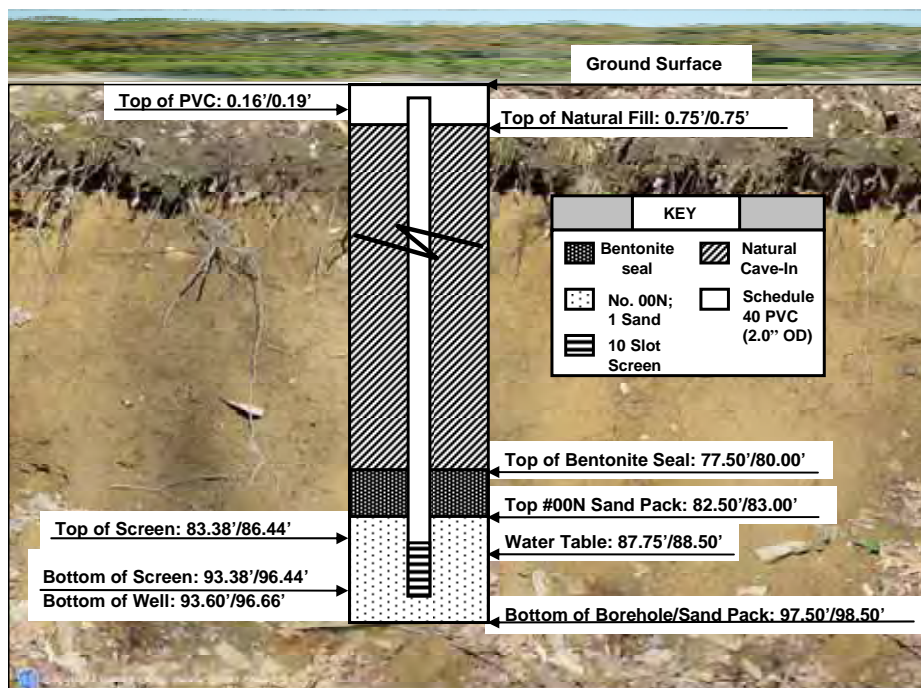 Ground Surface
Top of PVC: 0.16'/0.19'
Top of Natural Fill: 0.75'/0.75'
KEY
Bentonite
seal
Natural
Cave-In
No. 00N;
1 Sand
Schedule
40 PVC
(2.0” OD)
10 Slot
Screen
Top of Bentonite Seal: 77.50'/80.00'
Top #00N Sand Pack: 82.50'/83.00'
Top of Screen: 83.38'/86.44'
Water Table: 87.75'/88.50'
Bottom of Screen: 93.38'/96.44'
Bottom of Well: 93.60'/96.66'
Bottom of Borehole/Sand Pack: 97.50'/98.50'